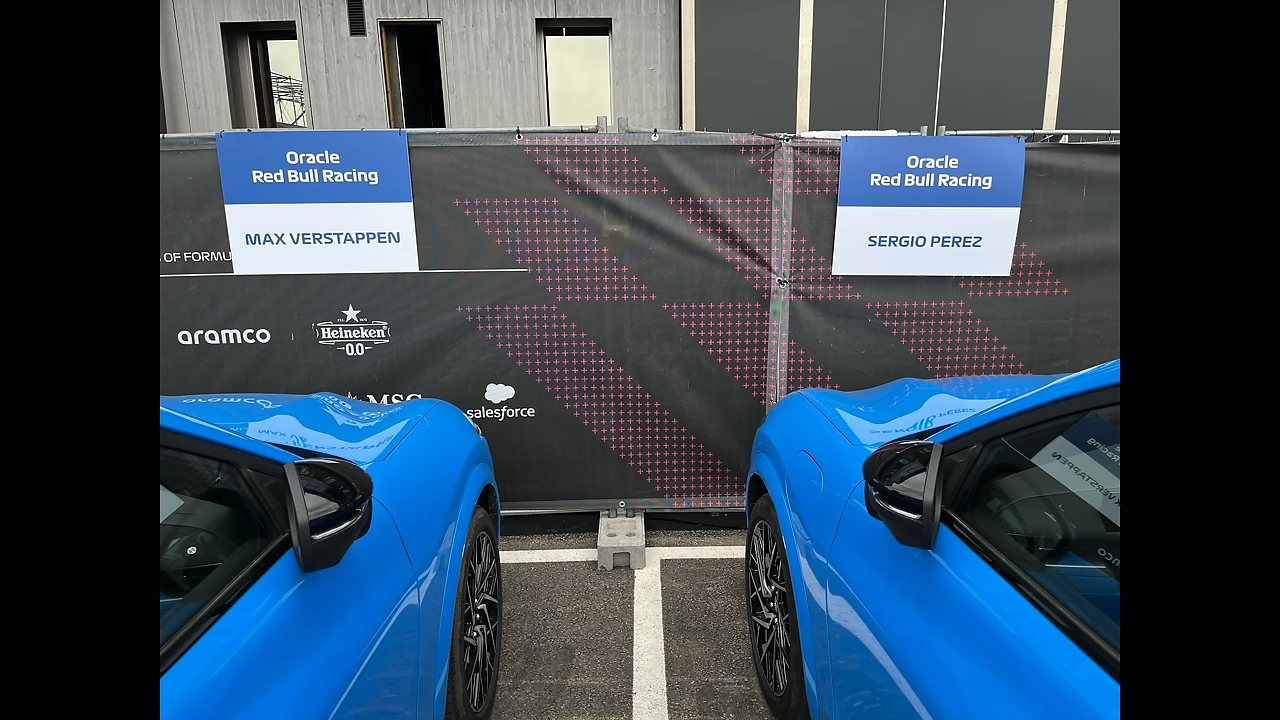 Oracle
Red Bull Racing
MAX VERSTAPPEN
Oracle
Red Bull Racing
SERGIO PEREZ
OF FORMU
aramco
Heineken
0.0
MSC
salesforce